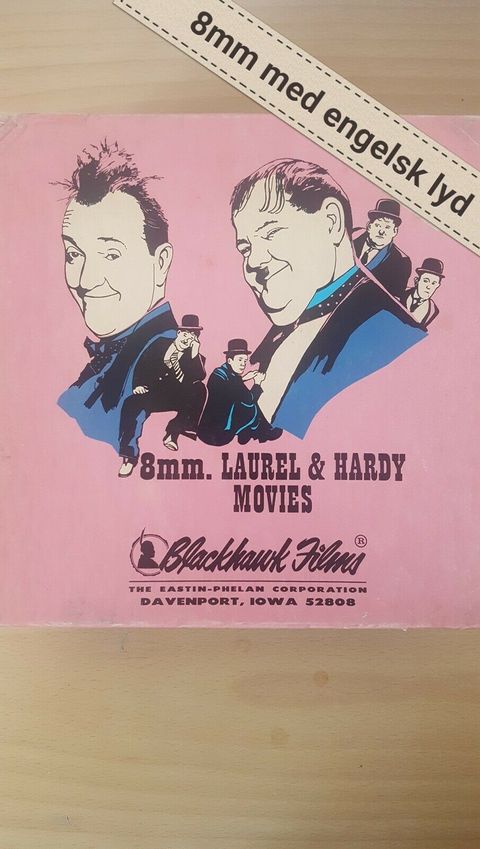 8mm med engelsk lyd
8mm. LAUREL & HARDY
MOVIES
Blackhawk Films ®
THE EASTIN-PHELAN CORPORATION
DAVENPORT, IOWA 52808